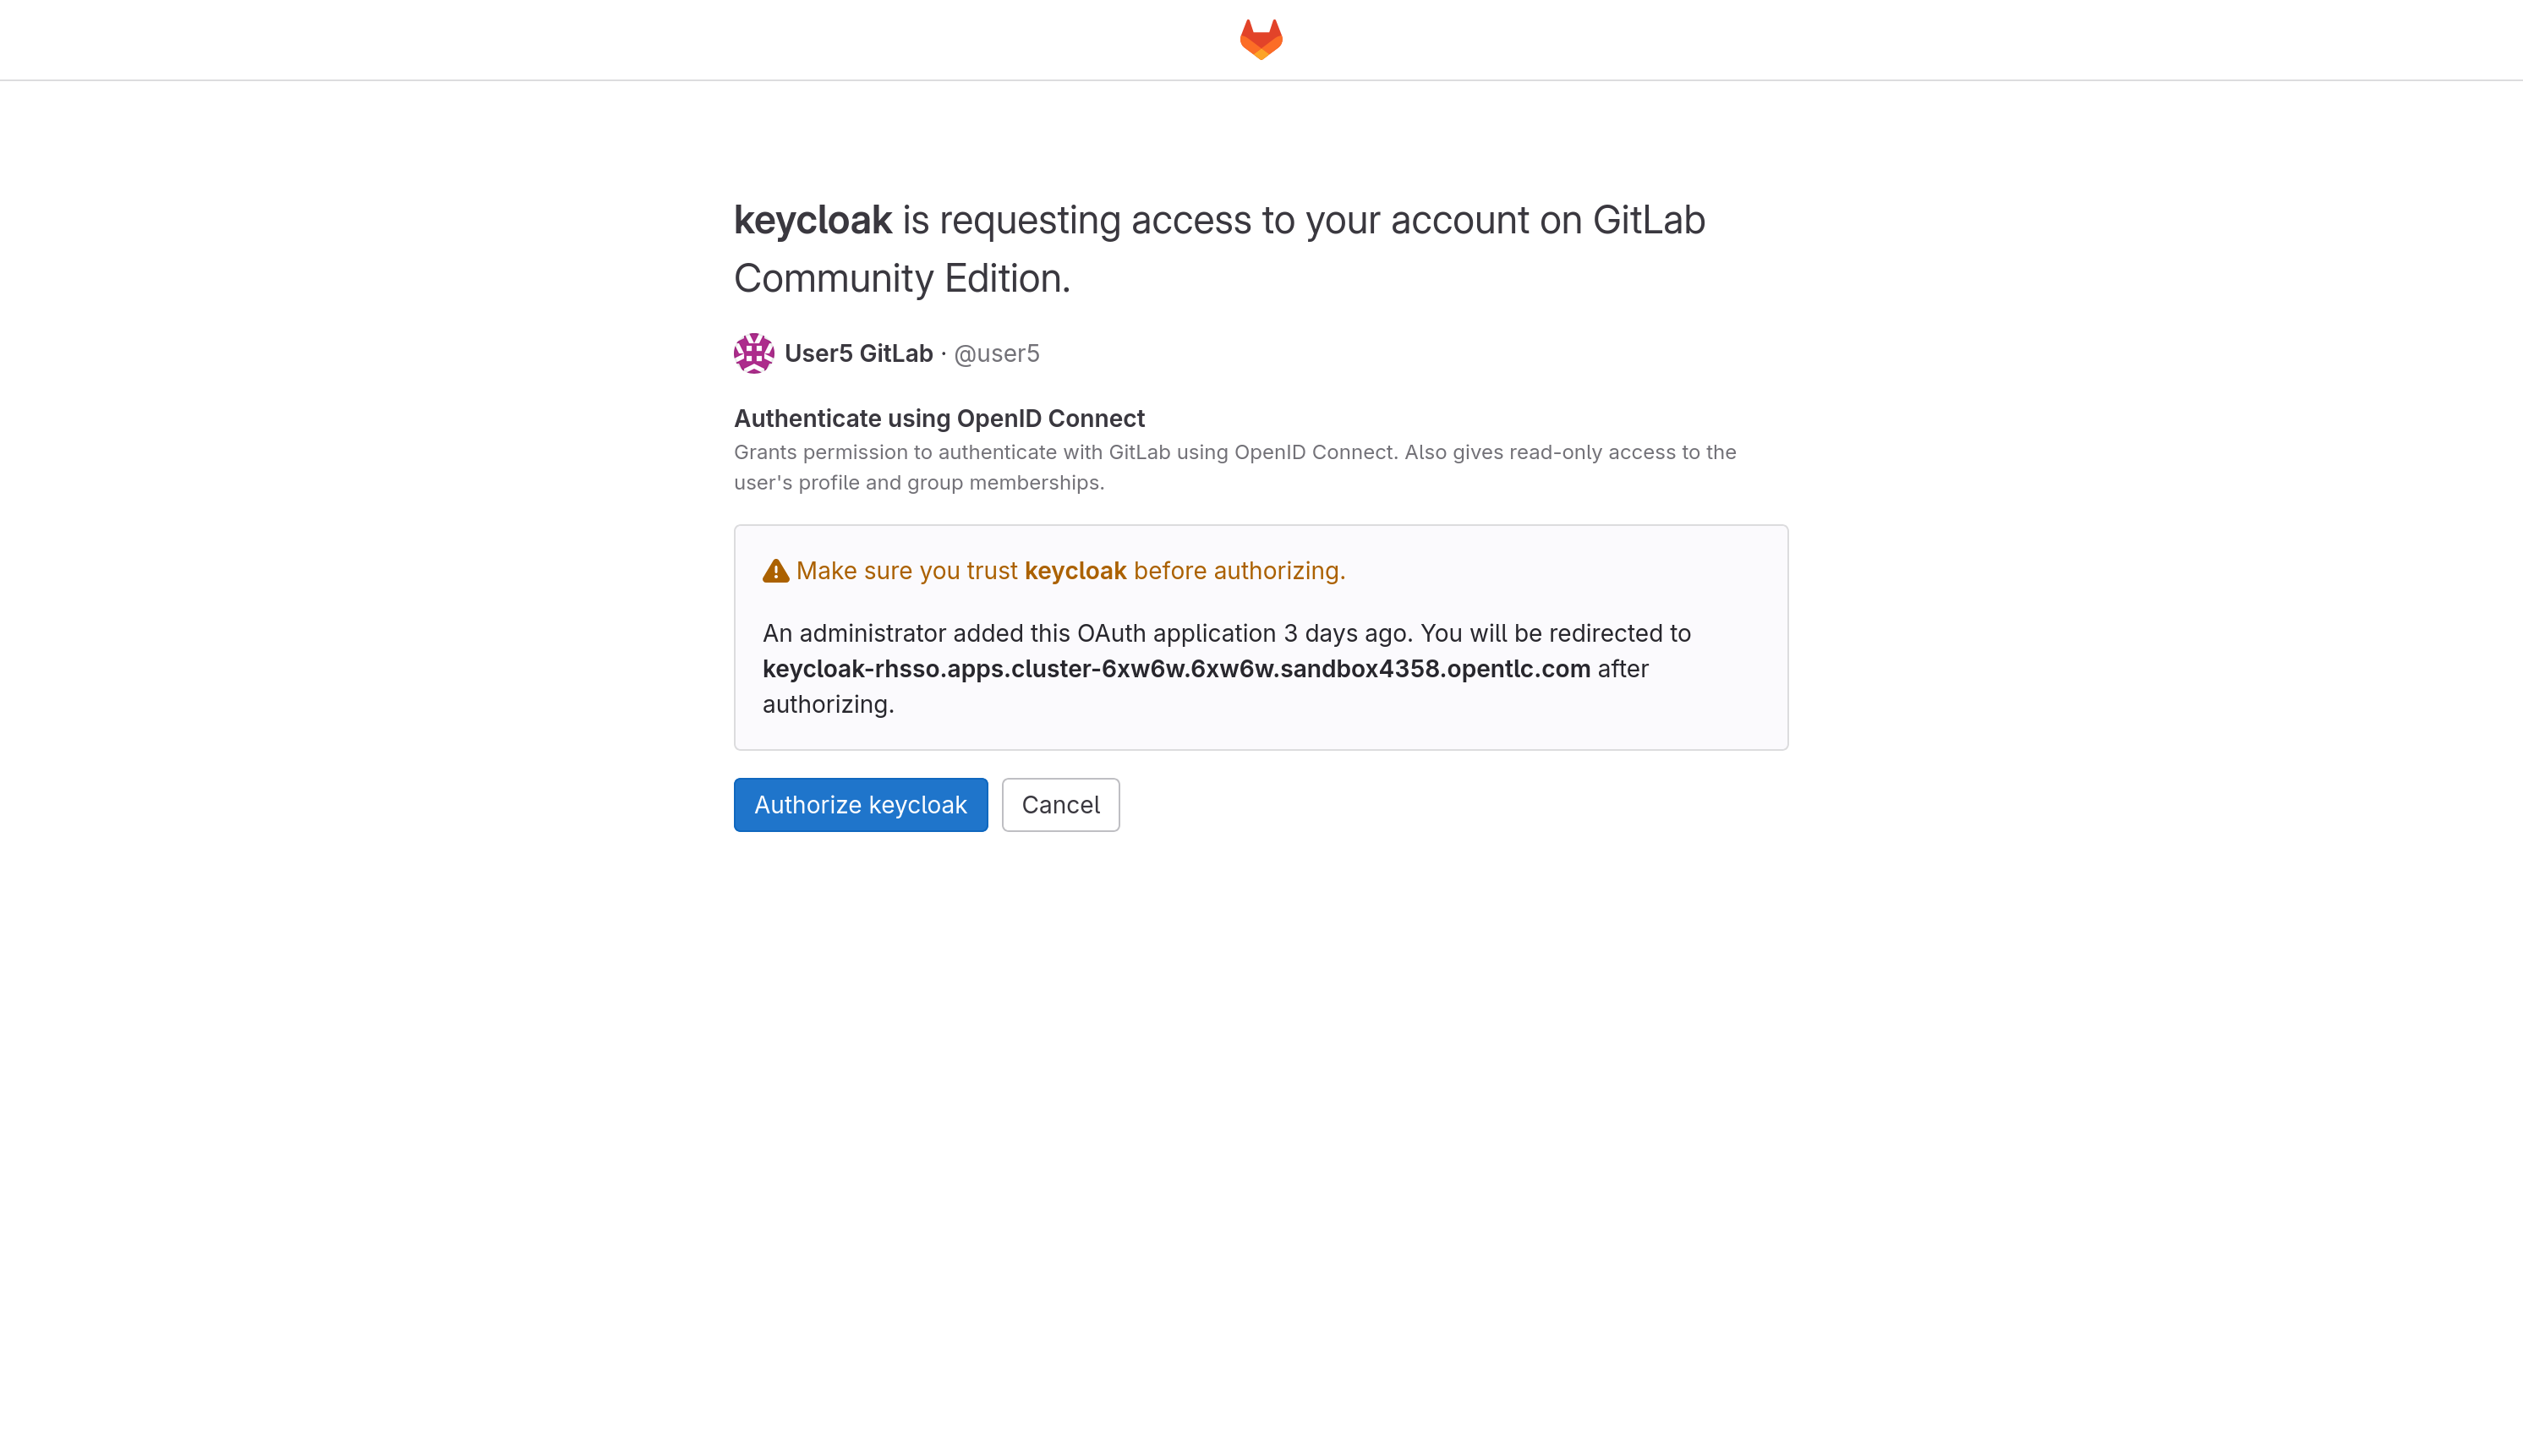 keycloak is requesting access to your account on GitLab
Community Edition.
User5 GitLab · @user5
Authenticate using OpenID Connect
Grants permission to authenticate with GitLab using OpenID Connect. Also gives read-only access to the
user's profile and group memberships.
Make sure you trust keycloak before authorizing.
An administrator added this OAuth application 3 days ago. You will be redirected to
keycloak-rhsso.apps.cluster-6xw6w.6xw6w.sandbox4358.opentlc.com after
authorizing.
Authorize keycloak Cancel